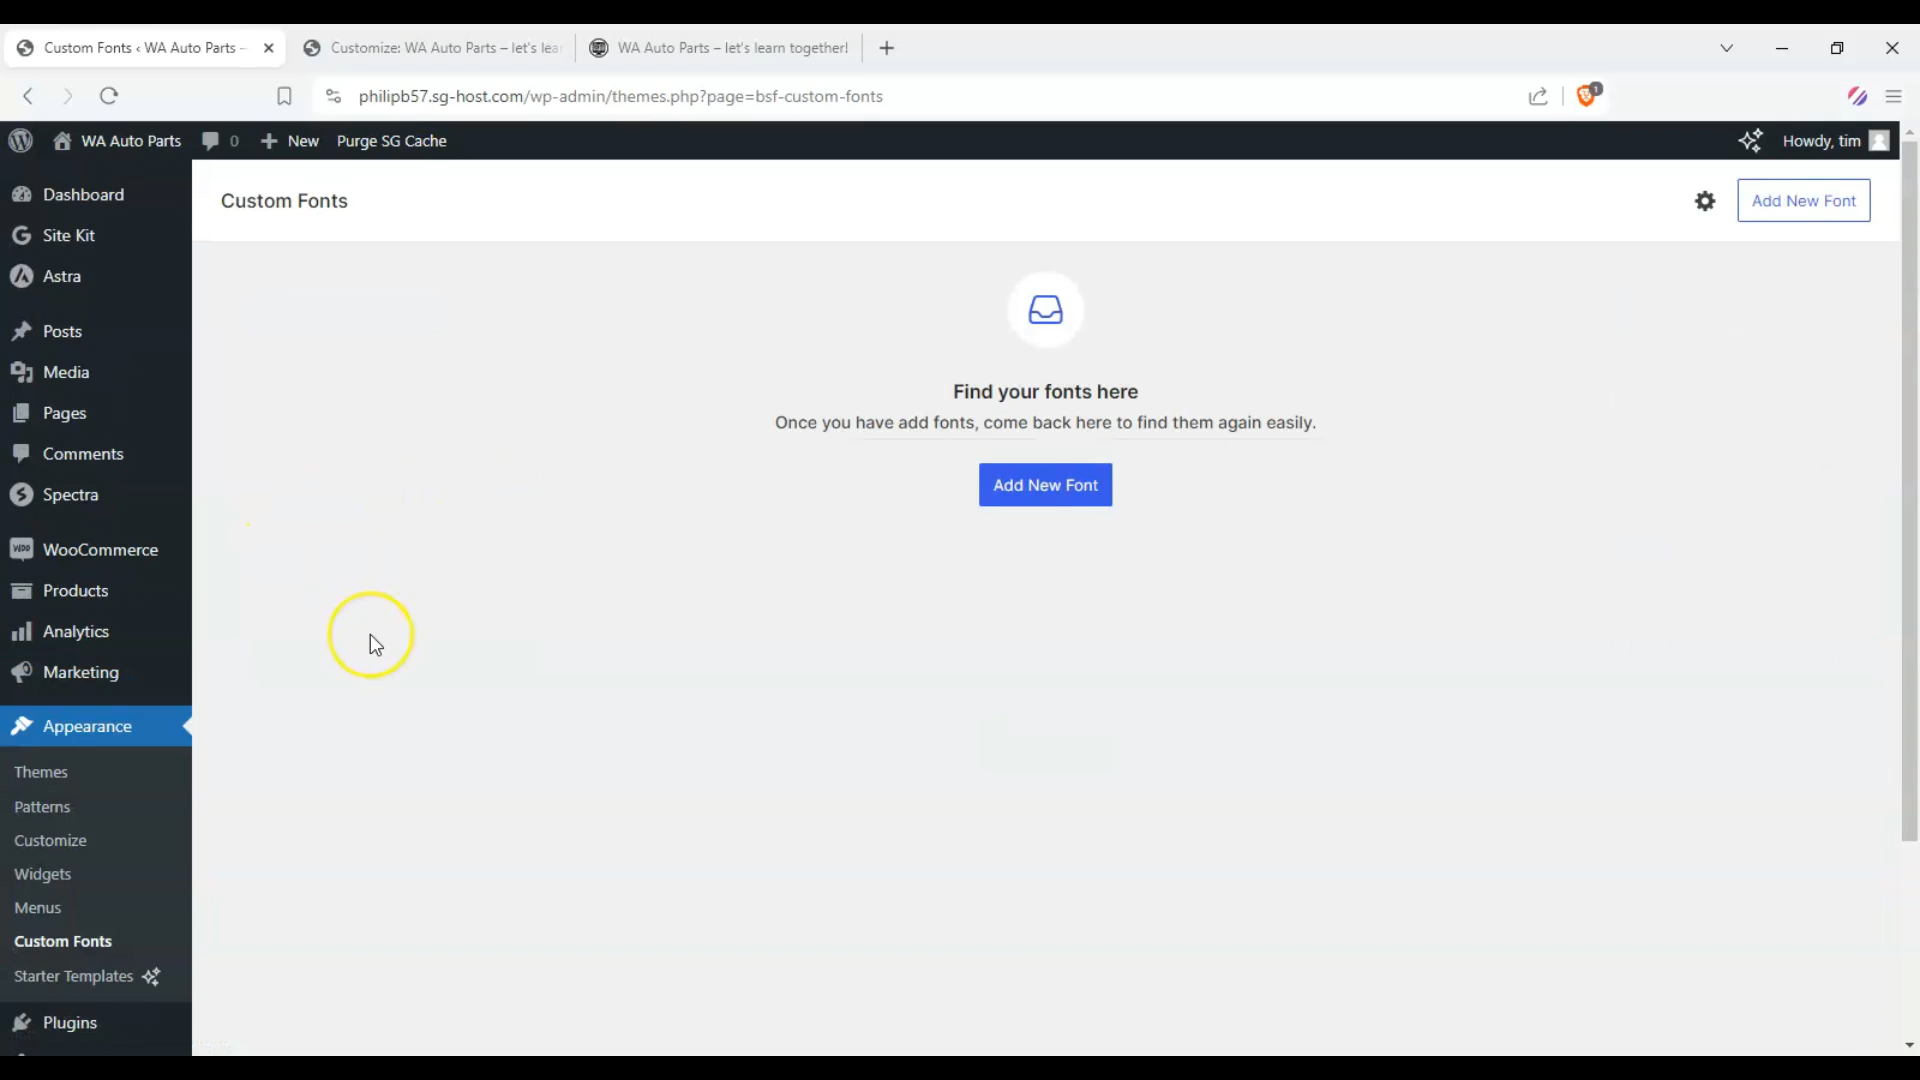 Custom Fonts ‹ WA Auto Parts –
Customize: WA Auto Parts – let's lea
WA Auto Parts – let's learn together!
philipb57.sg-host.com/wp-admin/themes.php?page=bsf-custom-fonts
1
WA Auto Parts
0
New
Purge SG Cache
Howdy, tim
Dashboard
Site Kit
Astra
Posts
Media
Pages
Comments
Spectra
WooCommerce
Products
Analytics
Marketing
Appearance
Themes
Patterns
Customize
Widgets
Menus
Custom Fonts
Starter Templates
Plugins
Custom Fonts
Add New Font
Find your fonts here
Once you have add fonts, come back here to find them again easily.
Add New Font